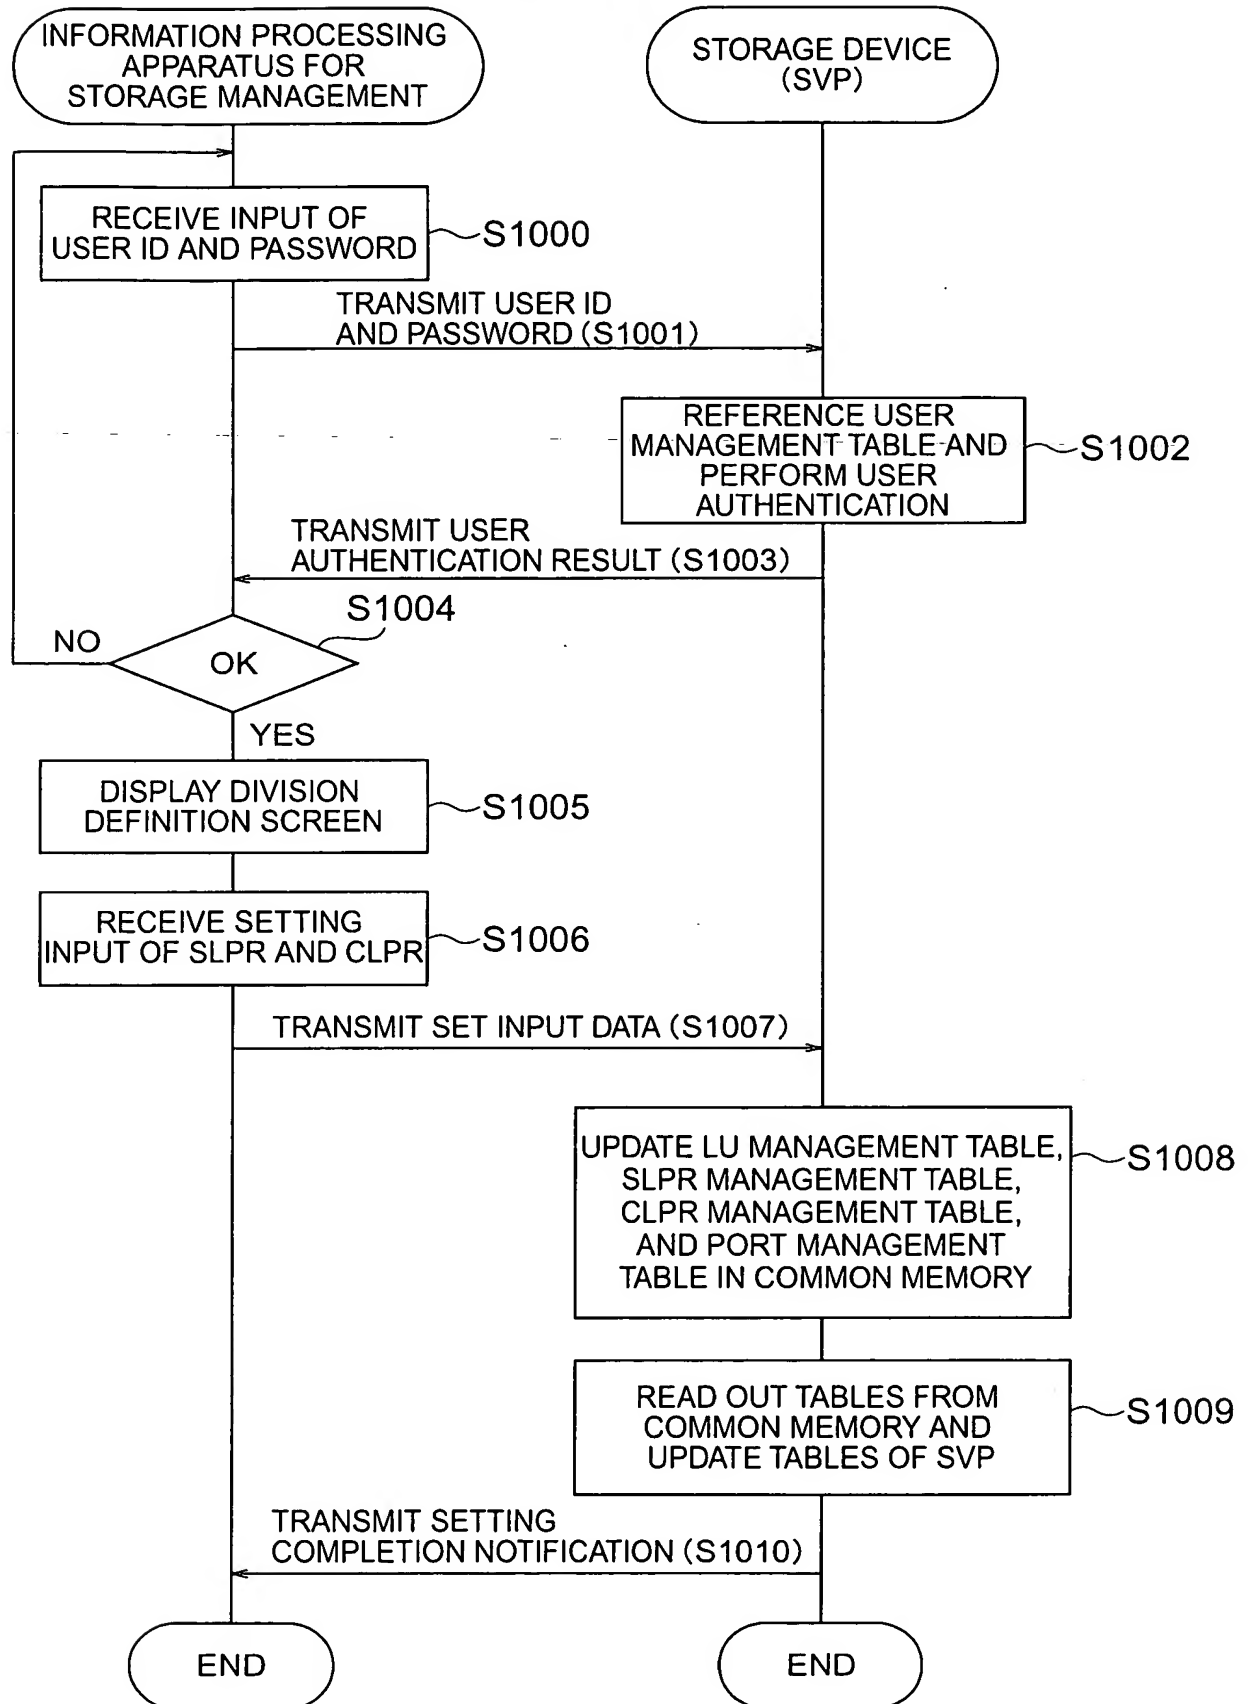 INFORMATION PROCESSING
APPARATUS FOR
STORAGE MANAGEMENT
STORAGE DEVICE
(SVP)
RECEIVE INPUT OF
USER ID AND PASSWORD
S1000
TRANSMIT USER ID
AND PASSWORD (S1001)
REFERENCE USER
MANAGEMENT TABLE AND
PERFORM USER
AUTHENTICATION
S1002
TRANSMIT USER
AUTHENTICATION RESULT (S1003)
S1004
NO
OK
YES
DISPLAY DIVISION
DEFINITION SCREEN
S1005
RECEIVE SETTING
INPUT OF SLPR AND CLPR
S1006
TRANSMIT SET INPUT DATA (S1007)
UPDATE LU MANAGEMENT TABLE,
SLPR MANAGEMENT TABLE,
CLPR MANAGEMENT TABLE,
AND PORT MANAGEMENT
TABLE IN COMMON MEMORY
S1008
READ OUT TABLES FROM
COMMON MEMORY AND
UPDATE TABLES OF SVP
S1009
TRANSMIT SETTING
COMPLETION NOTIFICATION (S1010)
END
END